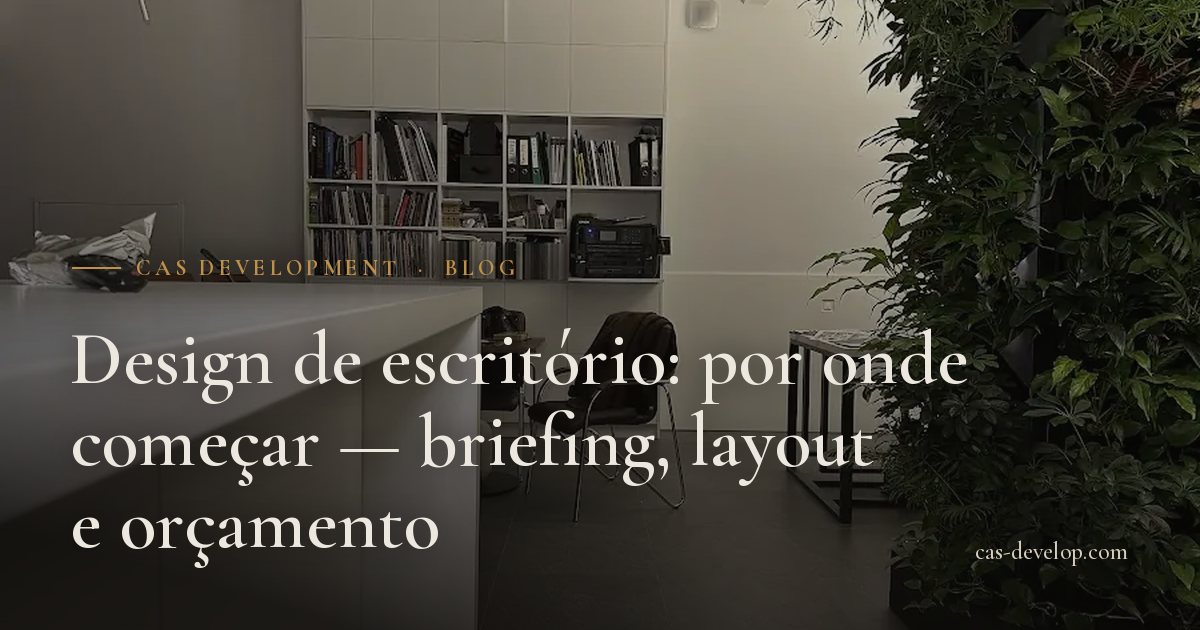 CAS DEVELOPMENT · BLOG
Design de escritório: por onde
começar — briefing, layout
e orçamento
cas-develop.com